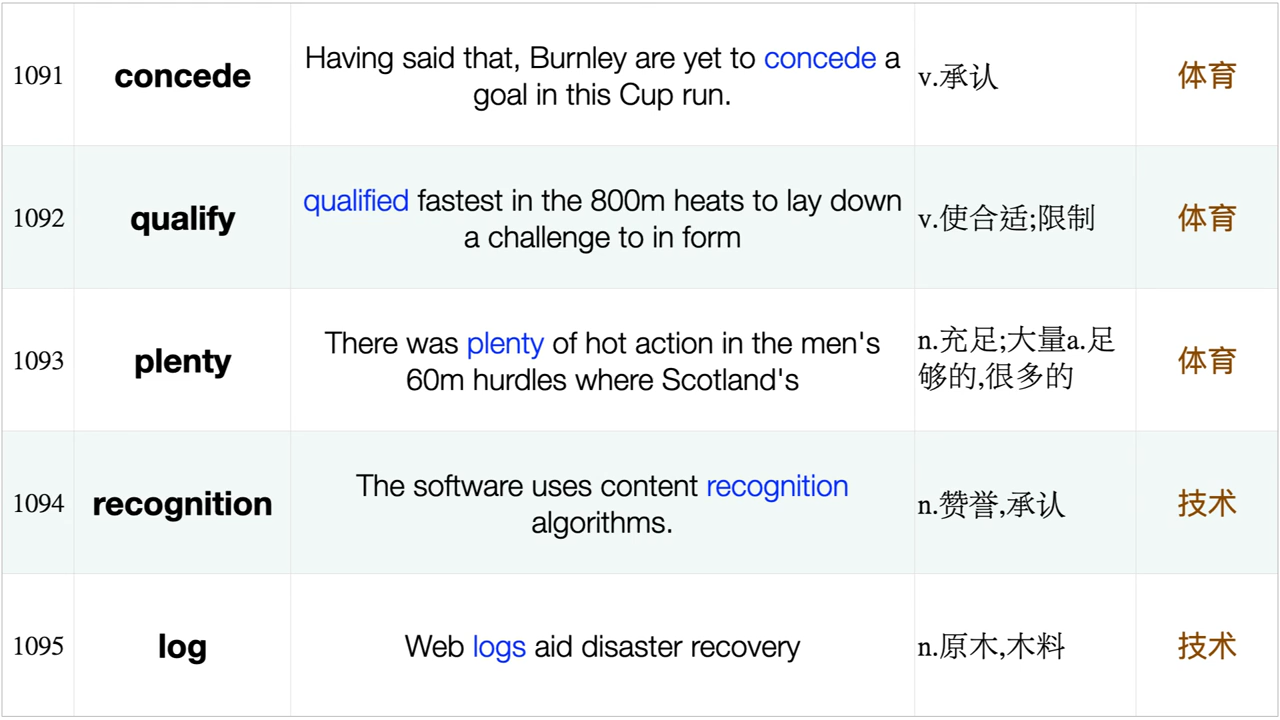 1091 concede Having said that, Burnley are yet to concede a
goal in this Cup run. v.承认 体育
1092 qualify qualified fastest in the 800m heats to lay down
a challenge to in form v.使合适;限制 体育
1093 plenty There was plenty of hot action in the men's
60m hurdles where Scotland's n.充足;大量a.足
够的,很多的 体育
1094 recognition The software uses content recognition
algorithms. n.赞誉,承认 技术
1095 log Web logs aid disaster recovery n.原木,木料 技术